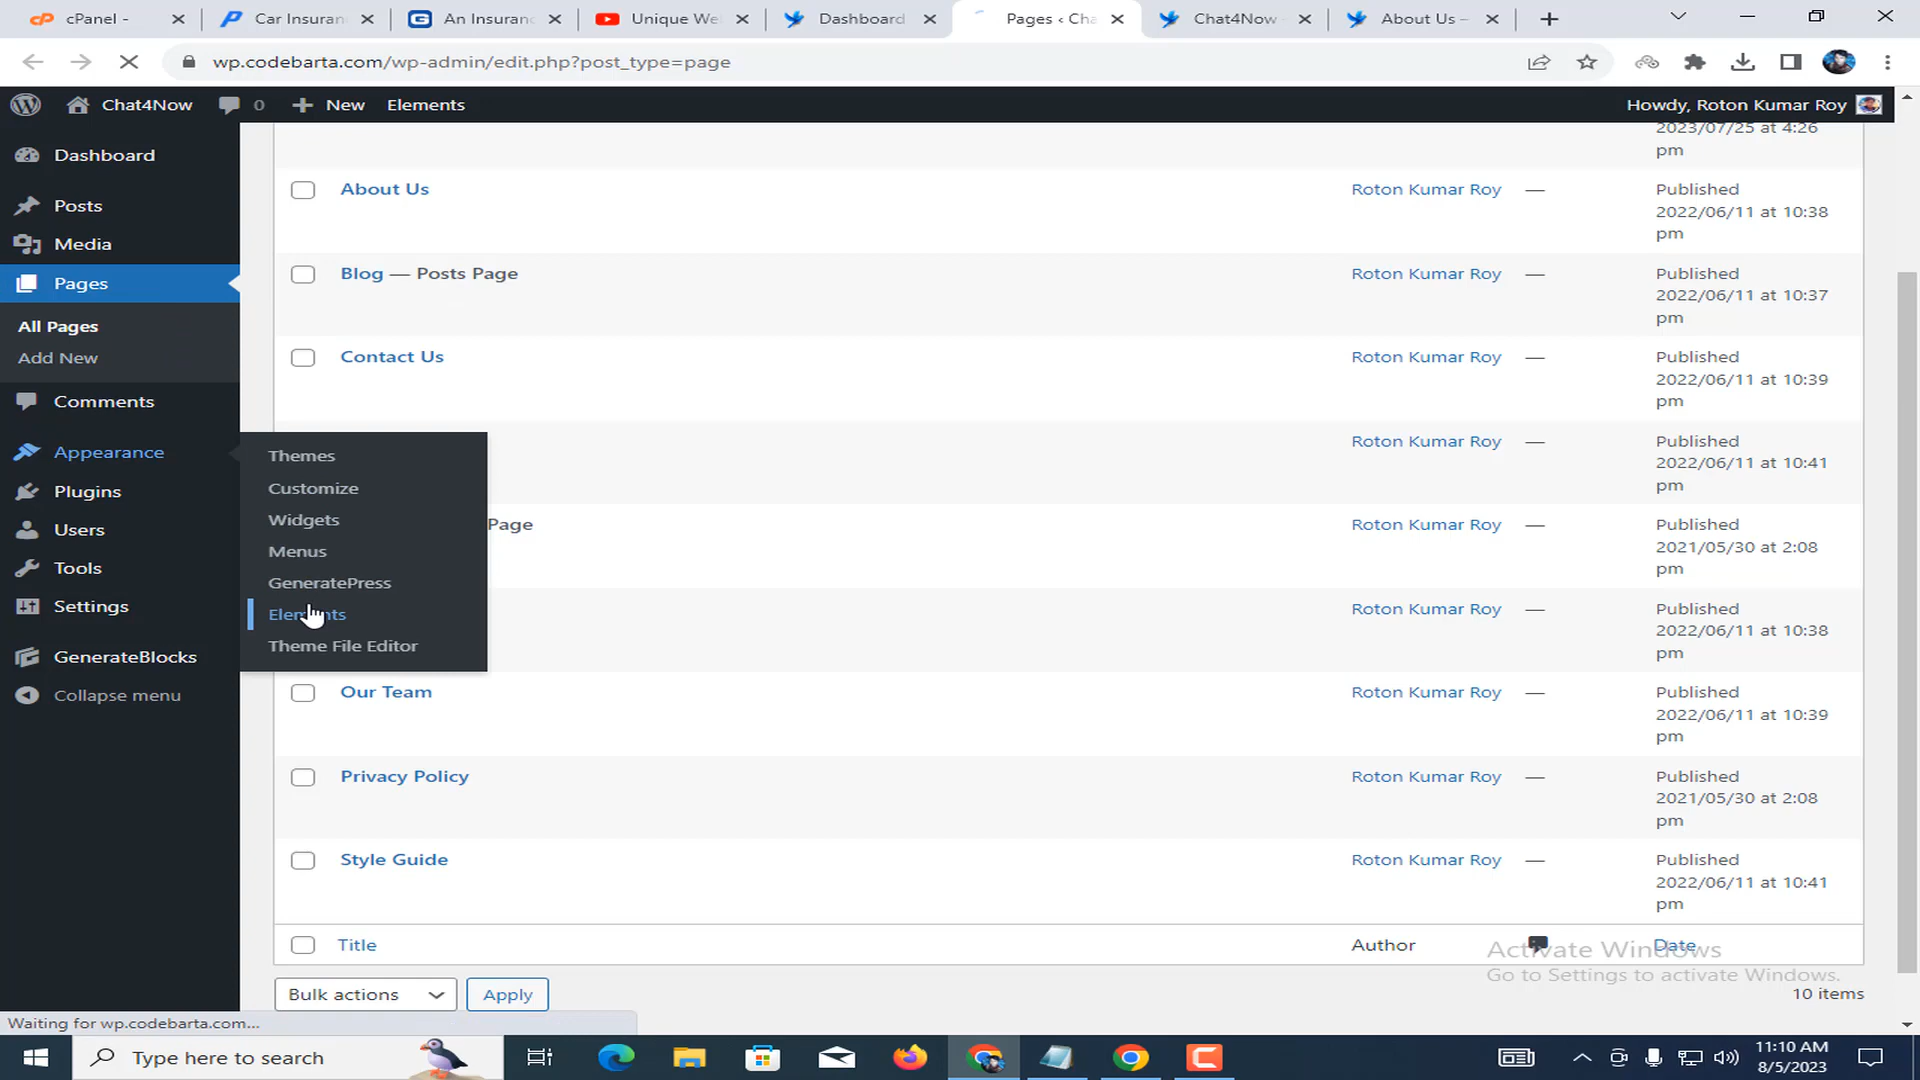 cPanel -
Car Insuran
An Insuran
Unique We
Dashboard
Pages ‹ Cha
Chat4Now
About Us –
wp.codebarta.com/wp-admin/edit.php?post_type=page
Chat4Now
0
New
Elements
Howdy, Roton Kumar Roy
Dashboard
Posts
Media
Pages
All Pages
Add New
Comments
Appearance
Plugins
Users
Tools
Settings
GenerateBlocks
Collapse menu
Themes
Customize
Widgets
Menus
GeneratePress
Elements
Theme File Editor
2023/07/25 at 4:26
pm
About Us
Roton Kumar Roy
—
Published
2022/06/11 at 10:38
pm
Blog — Posts Page
Roton Kumar Roy
—
Published
2022/06/11 at 10:37
pm
Contact Us
Roton Kumar Roy
—
Published
2022/06/11 at 10:39
pm
Roton Kumar Roy
—
Published
2022/06/11 at 10:41
pm
Page
Roton Kumar Roy
—
Published
2021/05/30 at 2:08
pm
Roton Kumar Roy
—
Published
2022/06/11 at 10:38
pm
Our Team
Roton Kumar Roy
—
Published
2022/06/11 at 10:39
pm
Privacy Policy
Roton Kumar Roy
—
Published
2021/05/30 at 2:08
pm
Style Guide
Roton Kumar Roy
—
Published
2022/06/11 at 10:41
pm
Title
Author
Date
Activate Windows
Go to Settings to activate Windows.
Bulk actions
Apply
10 items
Waiting for wp.codebarta.com...
Type here to search
11:10 AM
8/5/2023